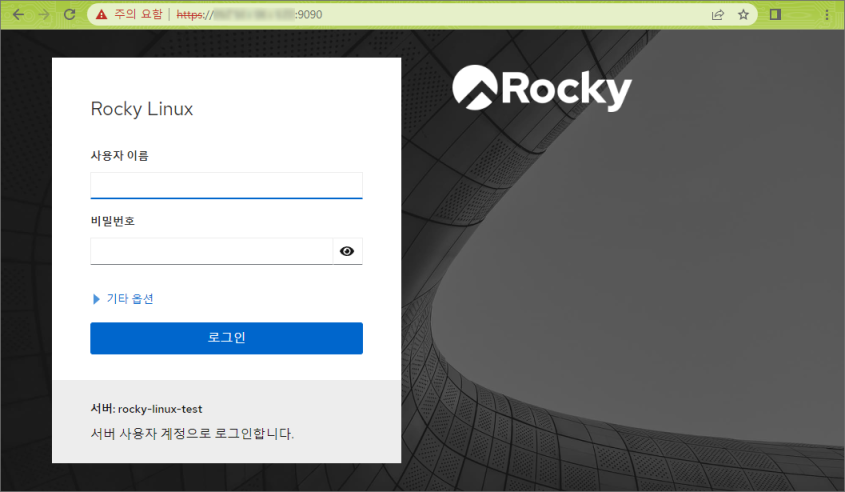 주의 요함 | https:// :9090
Rocky
Rocky Linux
사용자 이름
비밀번호
기타 옵션
로그인
서버: rocky-linux-test
서버 사용자 계정으로 로그인합니다.